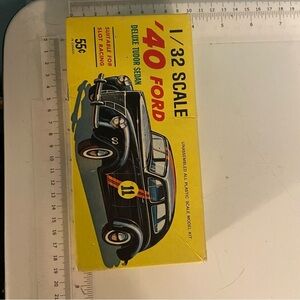 1/32 SCALE
'40 FORD
DELUXE TUDOR SEDAN
SUITABLE FOR
SLOT RACING
55¢
UNASSEMBLED ALL PLASTIC SCALE MODEL KIT
11